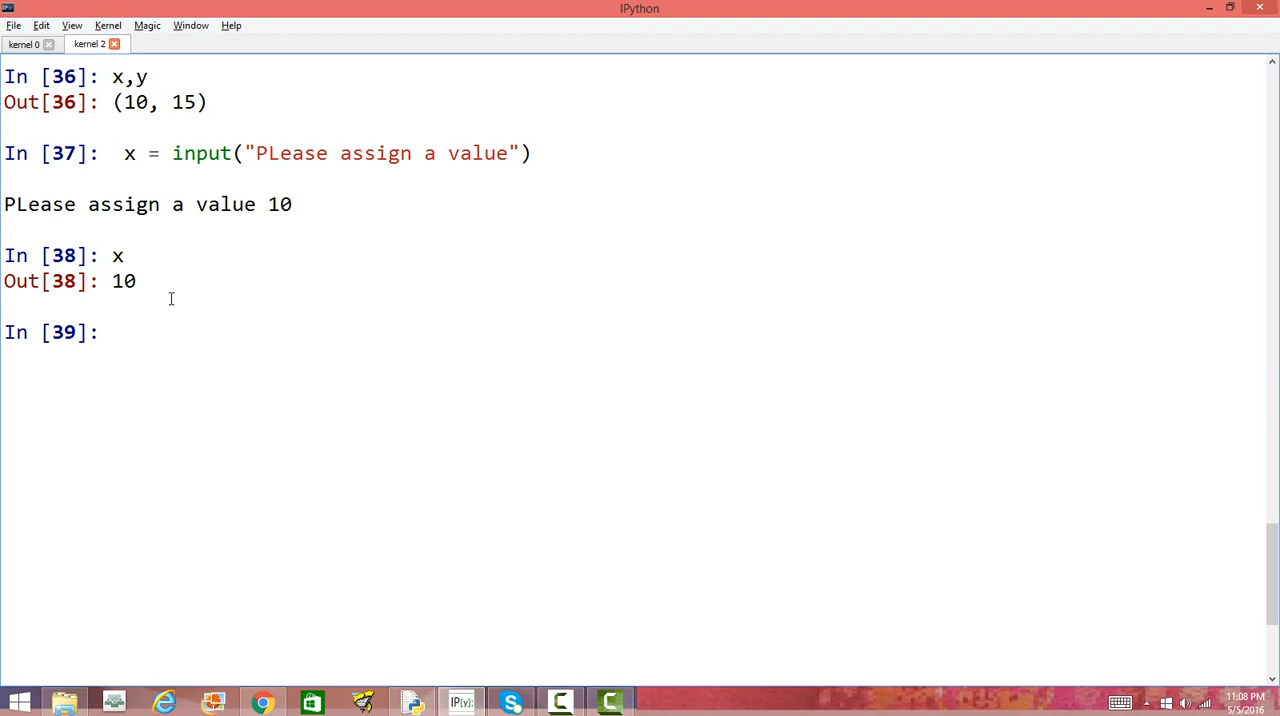 IPython
File Edit View Kernel Magic Window Help
kernel 0 kernel 2
In [36]: x,y
Out[36]: (10, 15)
In [37]:  x = input("PLease assign a value")
PLease assign a value 10
In [38]: x
Out[38]: 10
In [39]:
IP[y]:
11:08 PM
5/5/2016